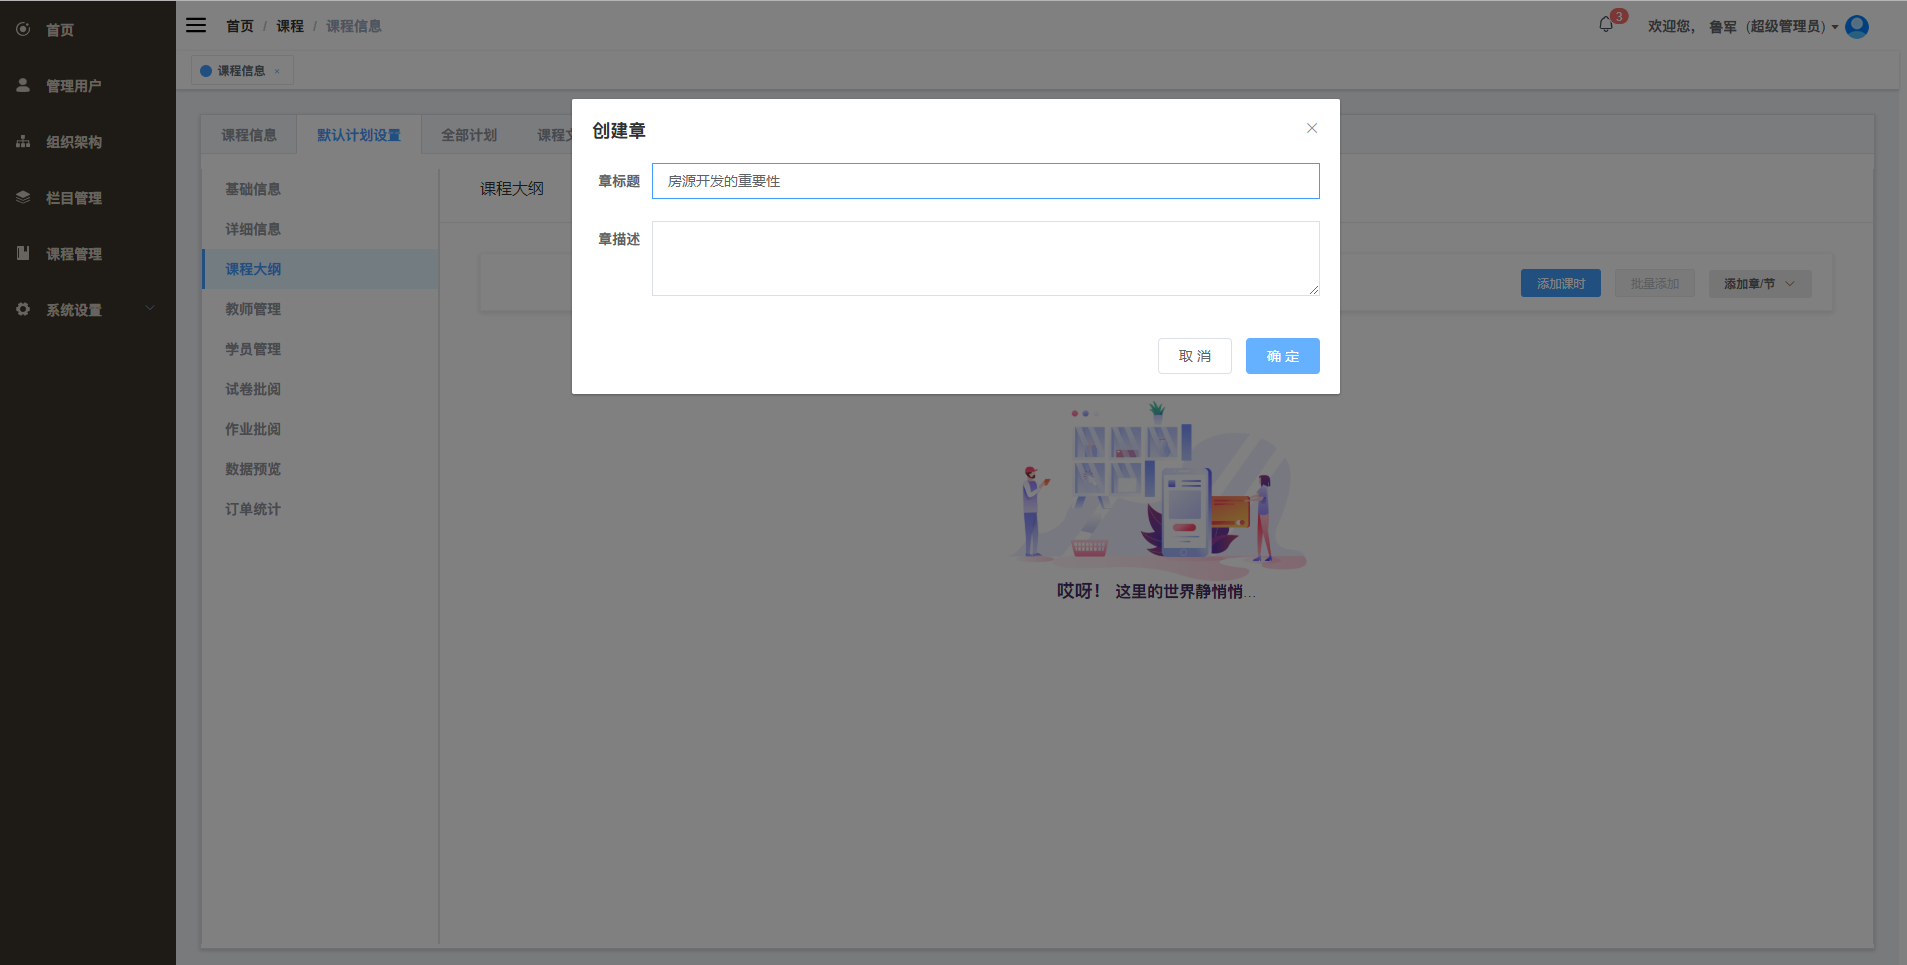 首页
管理用户
组织架构
栏目管理
课程管理
系统设置
首页 / 课程 / 课程信息
3
欢迎您， 鲁军（超级管理员）
课程信息 ×
课程信息 默认计划设置 全部计划 课程
基础信息
详细信息
课程大纲
教师管理
学员管理
试卷批阅
作业批阅
数据预览
订单统计
课程大纲
添加课时 批量添加 添加章/节
创建章
章标题 房源开发的重要性
章描述
取 消 确 定
哎呀！ 这里的世界静悄悄...